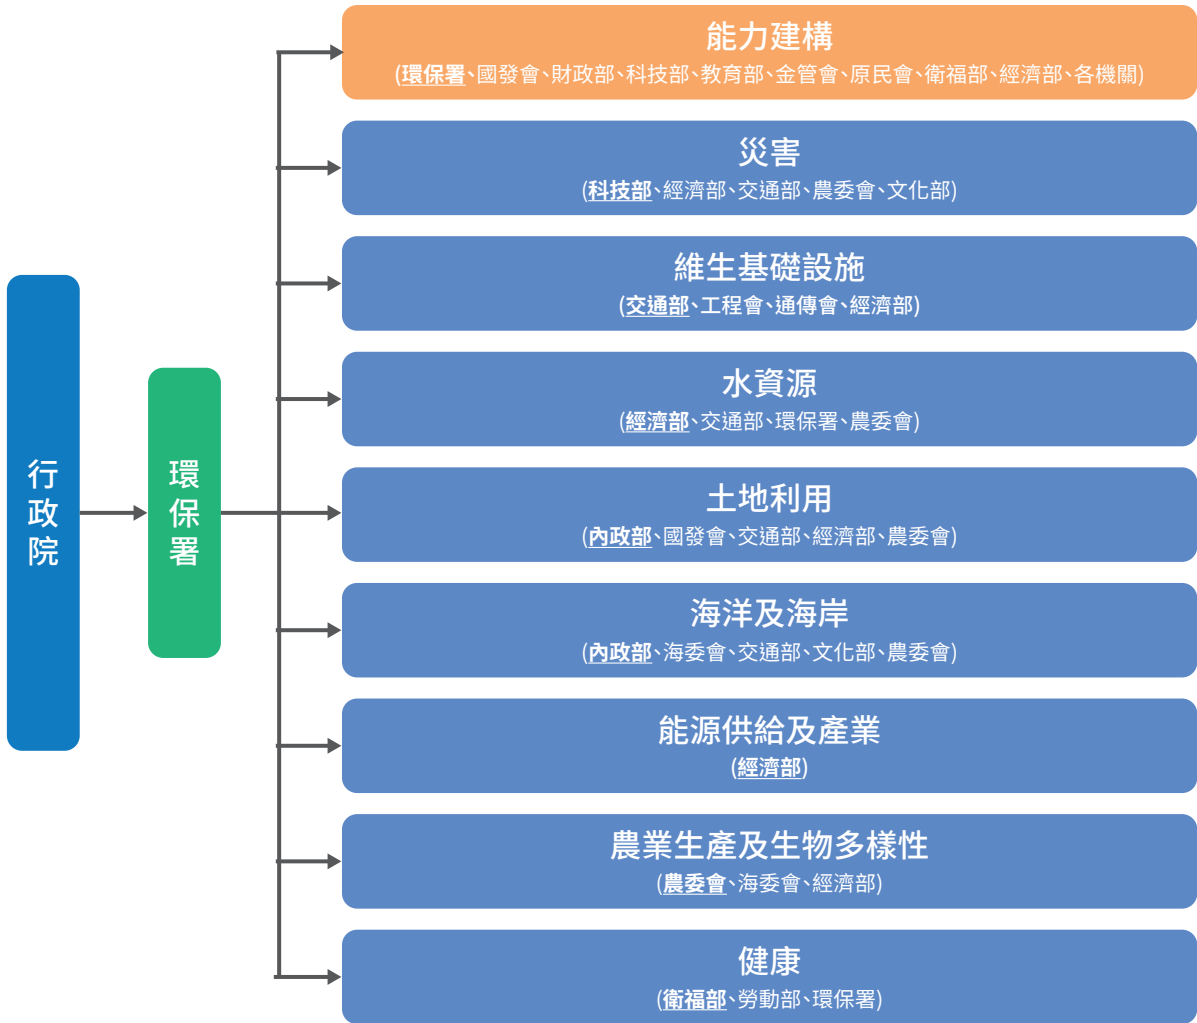 行政院
環保署
能力建構
(環保署、國發會、財政部、科技部、教育部、金管會、原民會、衛福部、經濟部、各機關)
災害
(科技部、經濟部、交通部、農委會、文化部)
維生基礎設施
(交通部、工程會、通傳會、經濟部)
水資源
(經濟部、交通部、環保署、農委會)
土地利用
(內政部、國發會、交通部、經濟部、農委會)
海洋及海岸
(內政部、海委會、交通部、文化部、農委會)
能源供給及產業
(經濟部)
農業生產及生物多樣性
(農委會、海委會、經濟部)
健康
(衛福部、勞動部、環保署)